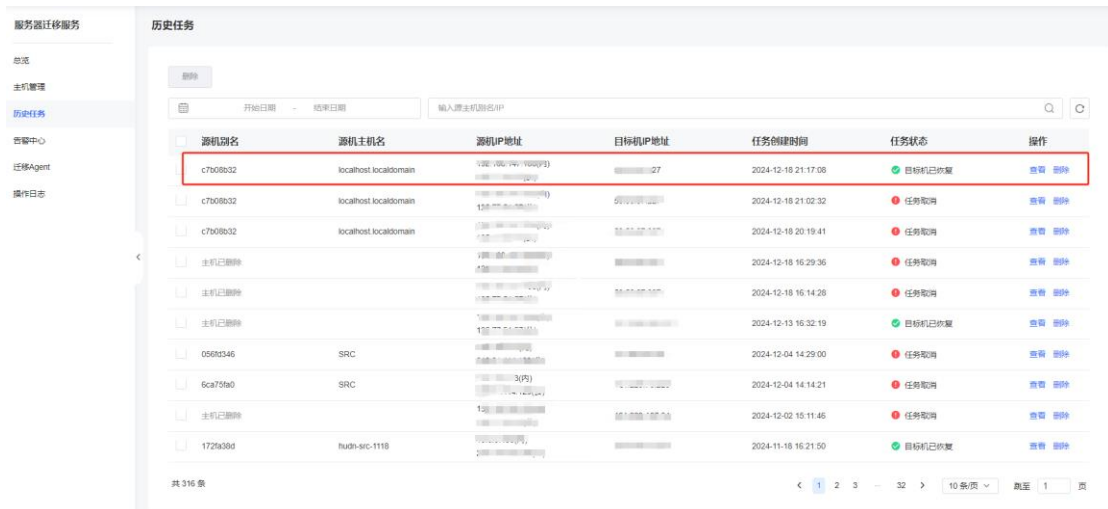 服务器迁移服务
历史任务
总览
主机管理
历史任务
告警中心
迁移Agent
操作日志
删除
开始日期 - 结束日期 输入源主机别名/IP
源机别名 源机主机名 源机IP地址 目标机IP地址 任务创建时间 任务状态 操作
c7b08b32 localhost.localdomain 27 2024-12-18 21:17:08 目标机已恢复 查看 删除
c7b08b32 localhost.localdomain 2024-12-18 21:02:32 任务取消 查看 删除
c7b08b32 localhost.localdomain 2024-12-18 20:19:41 任务取消 查看 删除
主机已删除 2024-12-18 16:29:36 任务取消 查看 删除
主机已删除 2024-12-18 16:14:28 任务取消 查看 删除
主机已删除 2024-12-13 16:32:19 目标机已恢复 查看 删除
056fd346 SRC 2024-12-04 14:29:00 任务取消 查看 删除
6ca75fa0 SRC 3(内) 2024-12-04 14:14:21 任务取消 查看 删除
主机已删除 2024-12-02 15:11:46 任务取消 查看 删除
172fa38d hudn-src-1118 2024-11-18 16:21:50 目标机已恢复 查看 删除
共 316 条 < 1 2 3 ··· 32 > 10 条/页 跳至 1 页